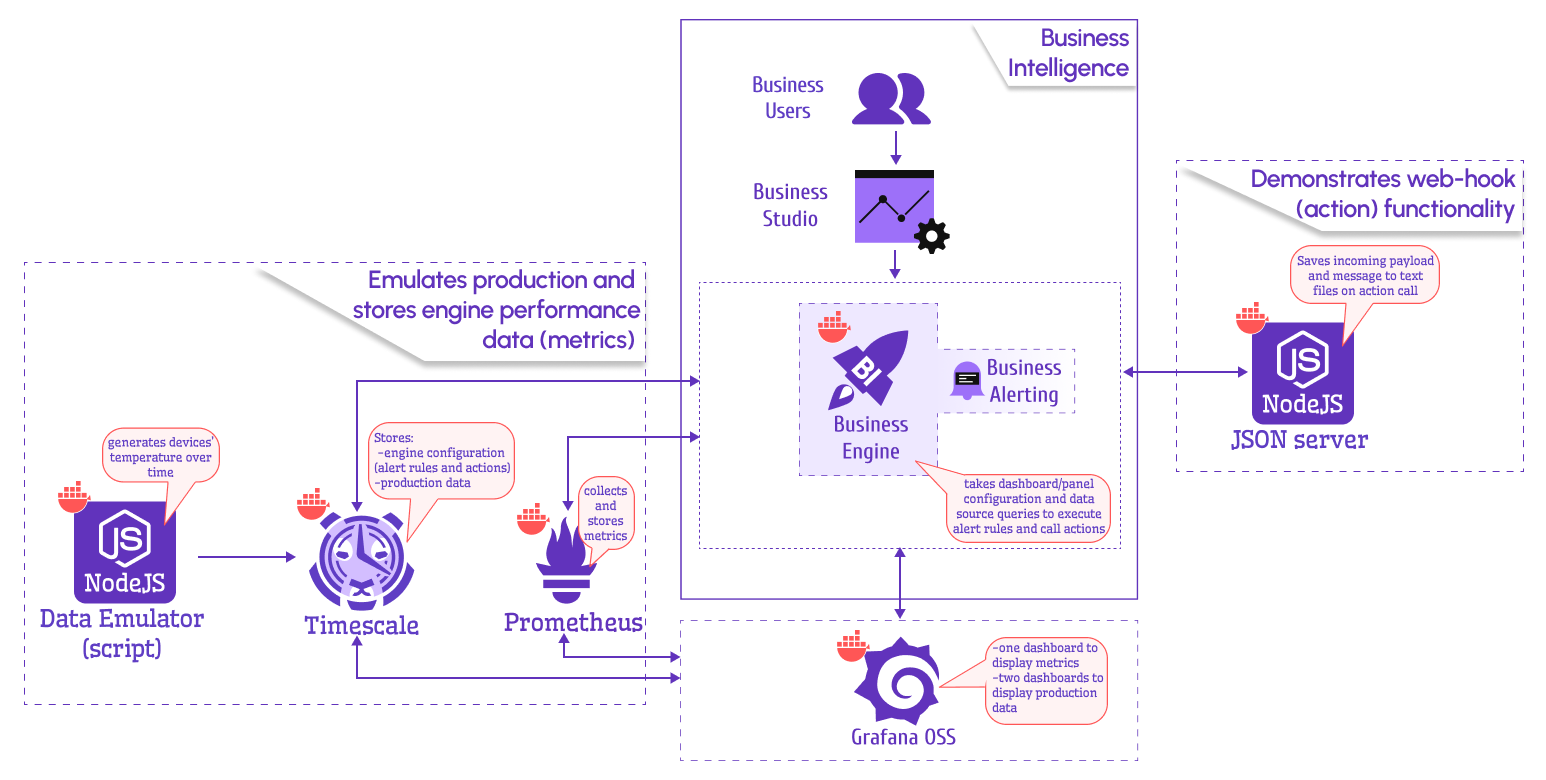 Business
Intelligence
Business
Users
Business
Studio
Demonstrates web-hook
(action) functionality
Saves incoming payload
and message to text
files on action call
JS
NodeJS
JSON server
Emulates production and
stores engine performance
data (metrics)
BI
Business
Engine
Business
Alerting
takes dashboard/panel
configuration and data
source queries to execute
alert rules and call actions
generates devices'
temperature over
time
JS
NodeJS
Data Emulator
(script)
Stores:
-engine configuration
(alert rules and actions)
-production data
Timescale
collects
and
stores
metrics
Prometheus
-one dashboard to
display metrics
-two dashboards to
display production
data
Grafana OSS